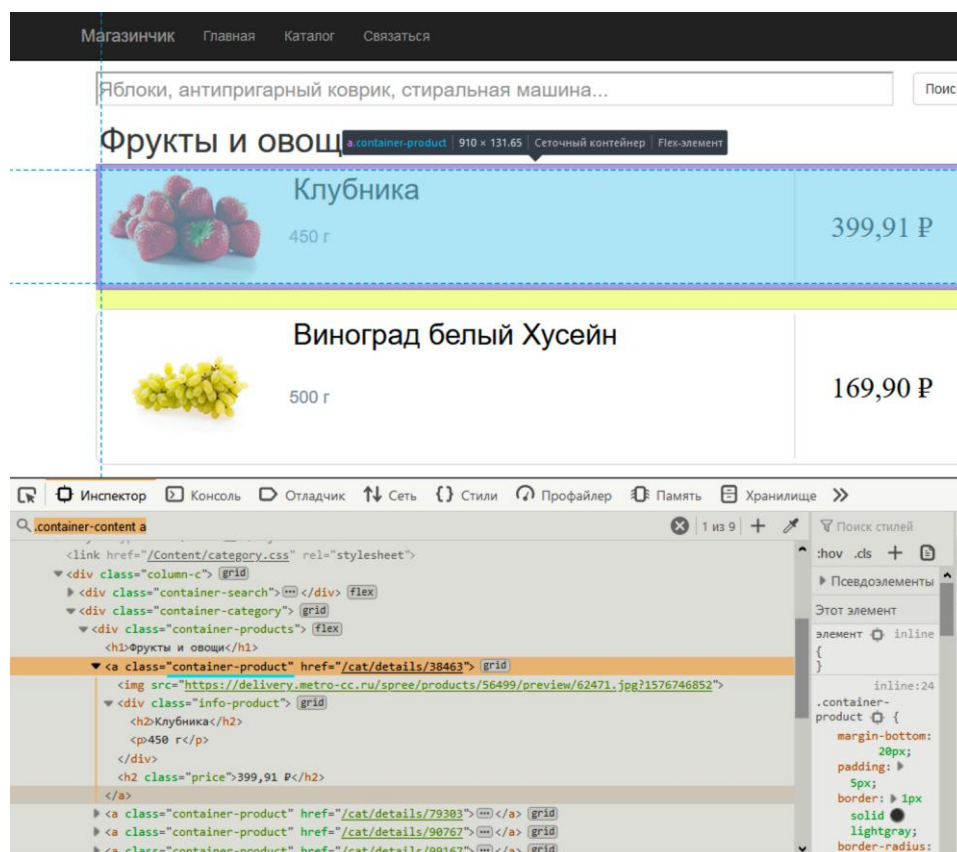 Магазинчик Главная Каталог Связаться
Яблоки, антипригарный коврик, стиральная машина... Поис
Фрукты и овощ
a.container-product 910 × 131.65 Сеточный контейнер Flex-элемент
Клубника
450 г
399,91 ₽
Виноград белый Хусейн
500 г
169,90 ₽
Инспектор Консоль Отладчик Сеть Стили Профайлер Память Хранилище
.container-content a 1 из 9 Поиск стилей
<link href="/Content/category.css" rel="stylesheet">
:hov .cls
<div class="column-c"> grid
<div class="container-search"> </div> flex
<div class="container-category"> grid
<div class="container-products"> flex
<h1>Фрукты и овощи</h1>
<a class="container-product" href="/cat/details/38463"> grid
<img src="https://delivery.metro-cc.ru/spree/products/56499/preview/62471.jpg?1576746852">
<div class="info-product"> grid
<h2>Клубника</h2>
<p>450 г</p>
</div>
<h2 class="price">399,91 ₽</h2>
</a>
<a class="container-product" href="/cat/details/79303"> </a> grid
<a class="container-product" href="/cat/details/90767"> </a> grid
<a class="container-product" href="/cat/details/99167"> </a> grid
Псевдоэлементы
Этот элемент
элемент inline
{
}
inline:24
.container-
product {
margin-bottom:
20px;
padding:
5px;
border: 1px
solid
lightgray;
border-radius: